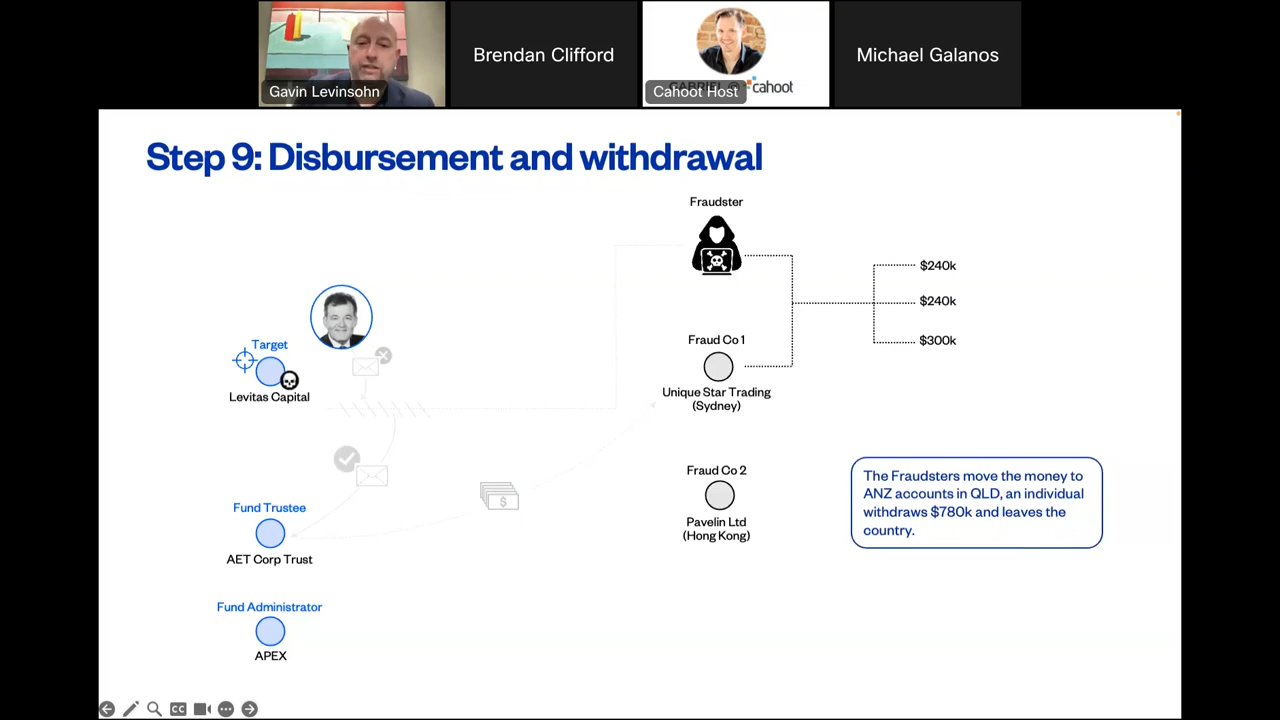 Gavin Levinsohn
Brendan Clifford
Cahoot Host
cahoot
Michael Galanos
Step 9: Disbursement and withdrawal
Fraudster
$240k
$240k
$300k
Target
Levitas Capital
Fraud Co 1
Unique Star Trading
(Sydney)
Fraud Co 2
Pavelin Ltd
(Hong Kong)
The Fraudsters move the money to
ANZ accounts in QLD, an individual
withdraws $780k and leaves the
country.
$
Fund Trustee
AET Corp Trust
Fund Administrator
APEX
CC